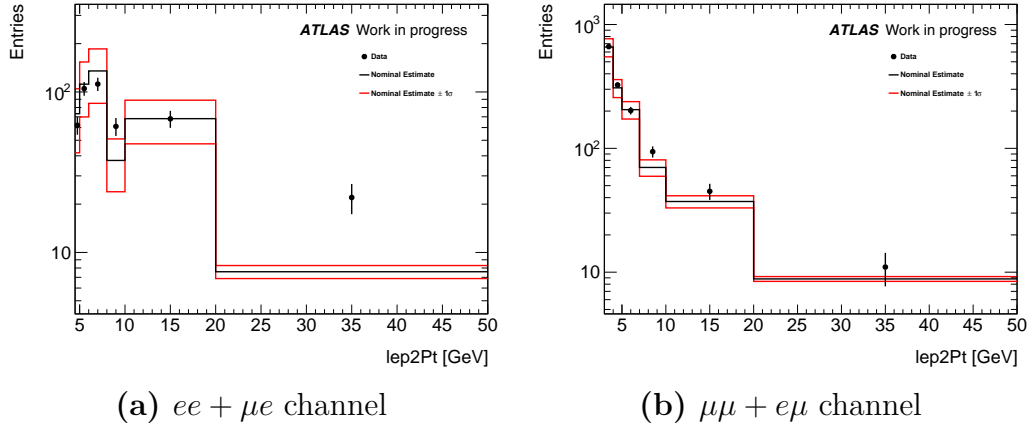 Entries
ATLAS Work in progress
Data
Nominal Estimate
Nominal Estimate ± 1σ
10²
10
5 10 15 20 25 30 35 40 45 50
lep2Pt [GeV]
(a) ee + μe channel
Entries
ATLAS Work in progress
Data
Nominal Estimate
Nominal Estimate ± 1σ
10³
10²
10
5 10 15 20 25 30 35 40 45 50
lep2Pt [GeV]
(b) μμ + eμ channel